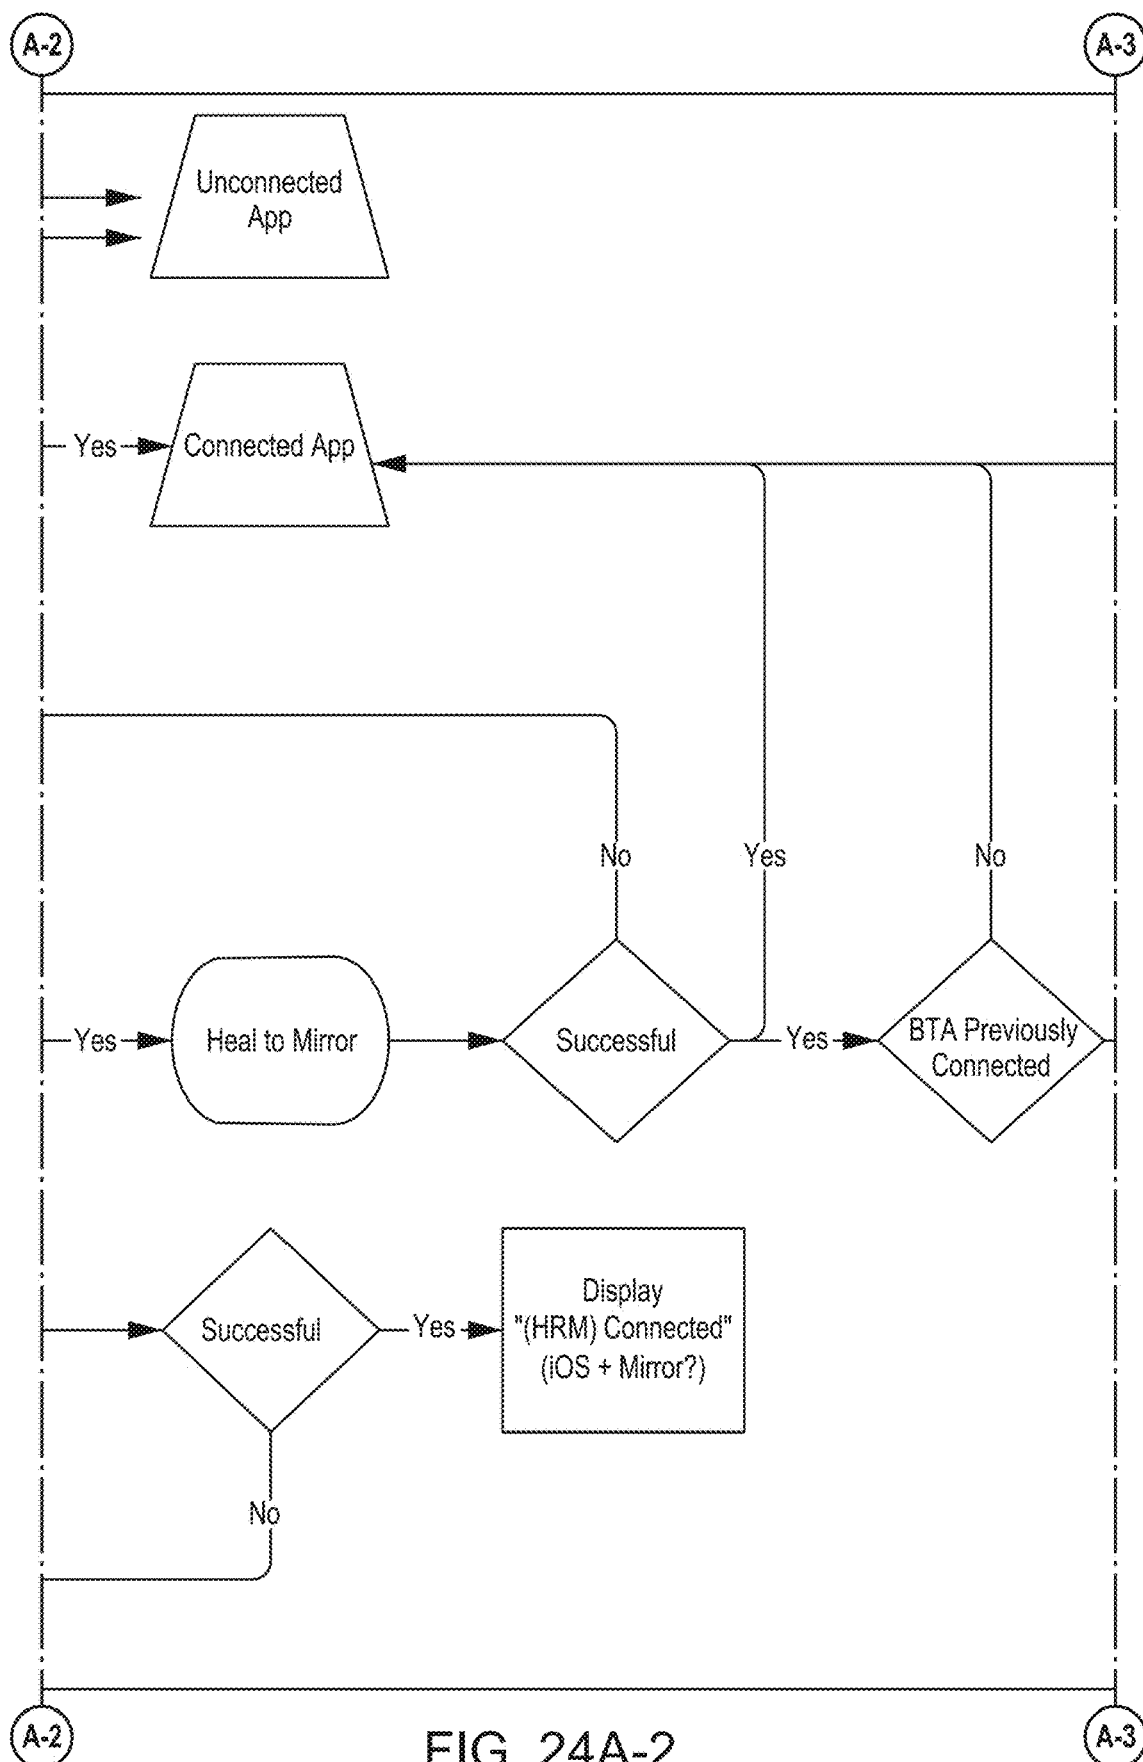 A-2
A-3
Unconnected
App
Yes
Connected App
No
Yes
No
Yes
Heal to Mirror
Successful
Yes
BTA Previously
Connected
Successful
Yes
Display
"(HRM) Connected"
(iOS + Mirror?)
No
A-2
FIG. 24A-2
A-3